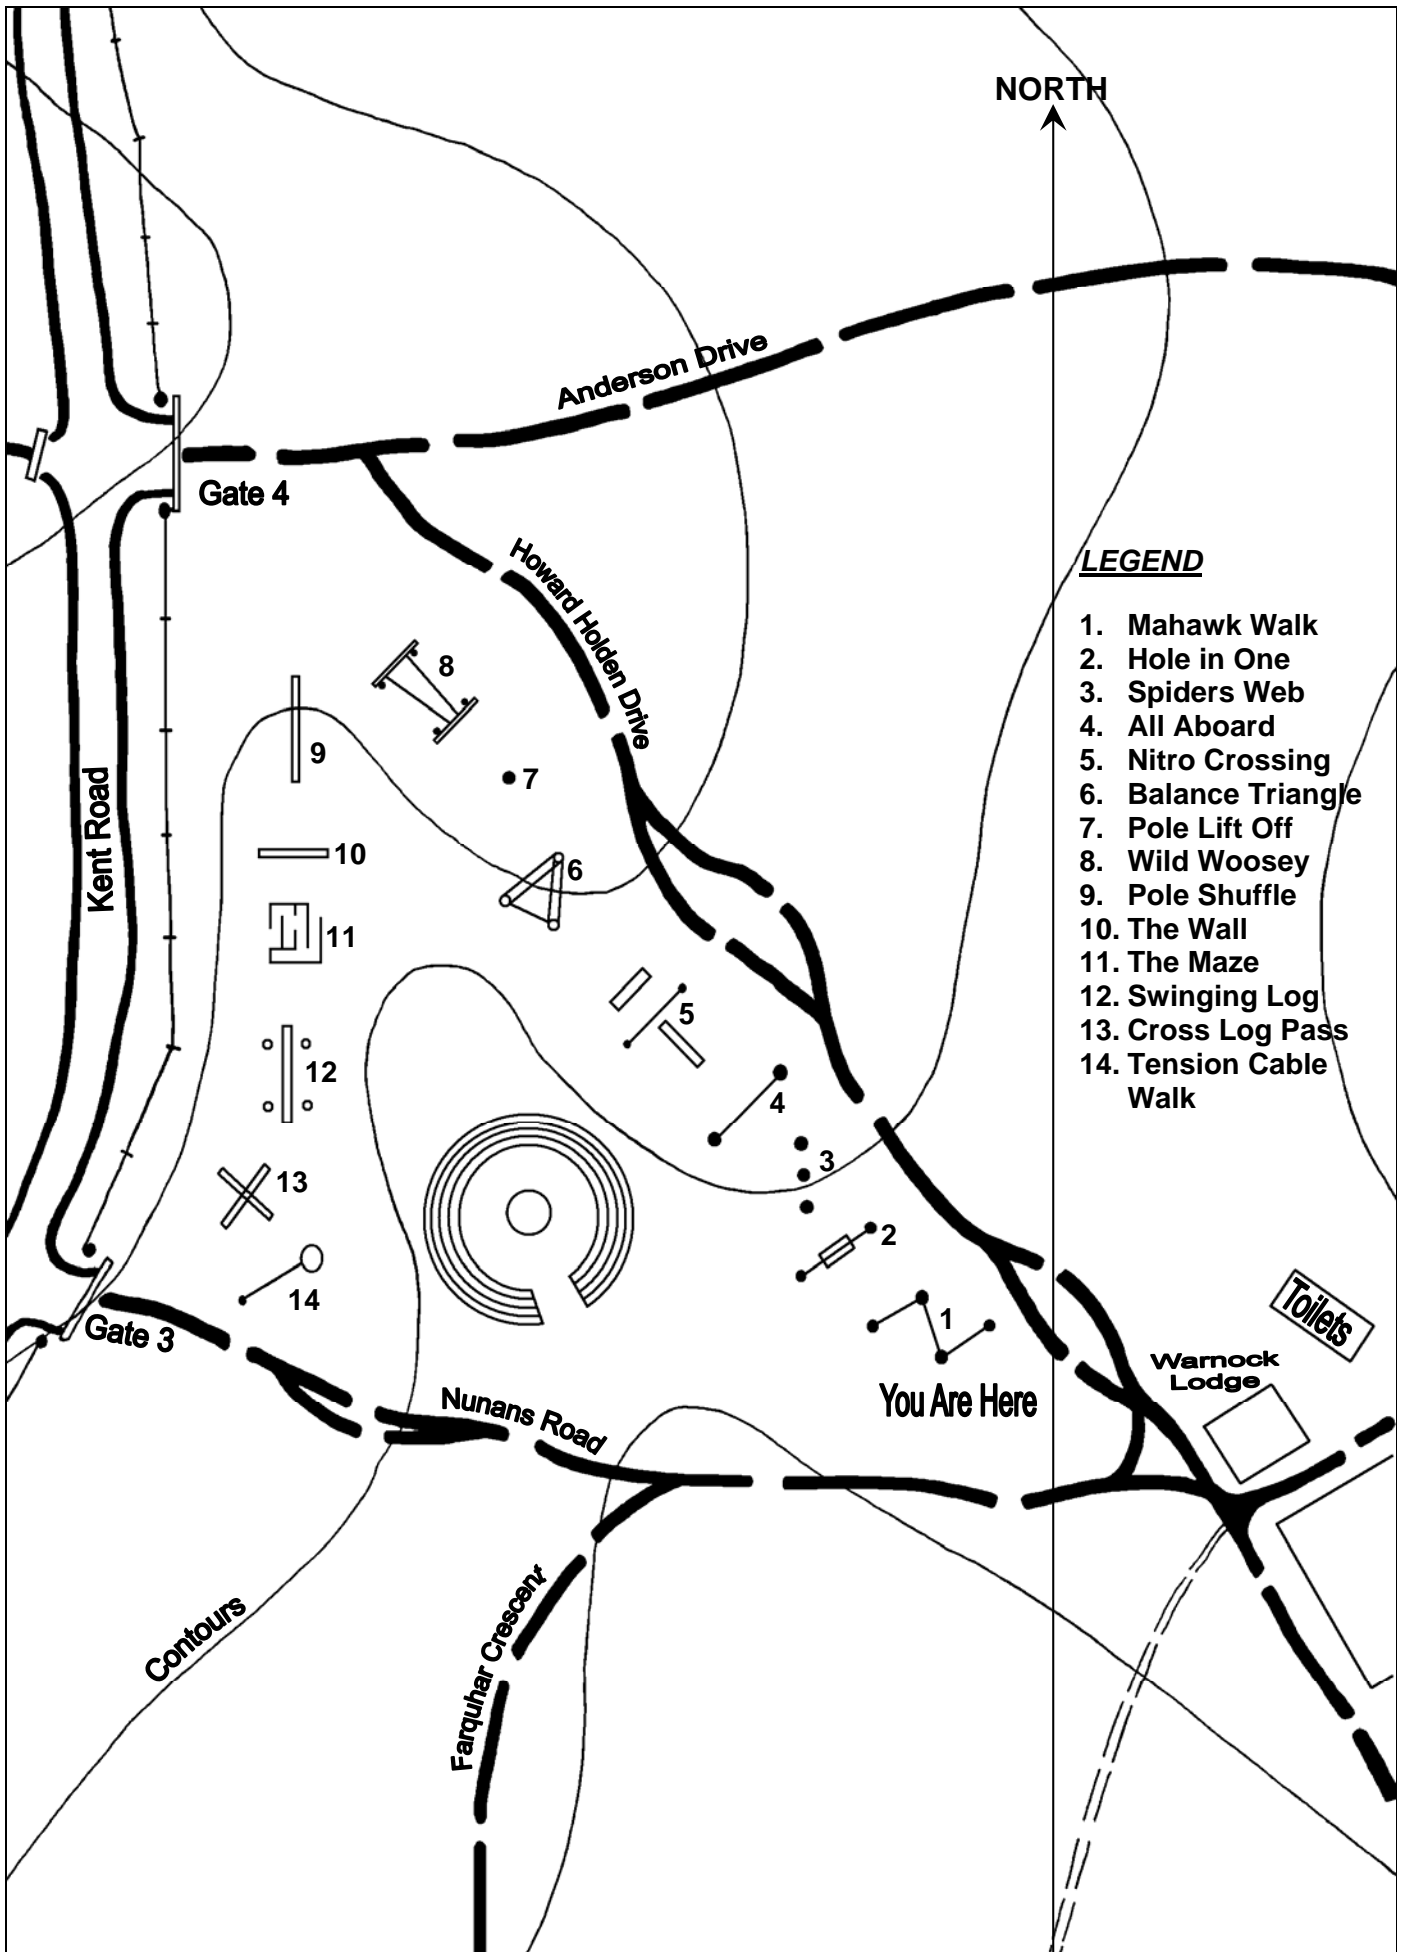 NORTH
Anderson Drive
Gate 4
Howard Holden Drive
LEGEND
1. Mahawk Walk
2. Hole in One
3. Spiders Web
4. All Aboard
5. Nitro Crossing
6. Balance Triangle
7. Pole Lift Off
8. Wild Woosey
9. Pole Shuffle
10. The Wall
11. The Maze
12. Swinging Log
13. Cross Log Pass
14. Tension Cable
Walk
8
9
7
Kent Road
10
6
11
5
12
4
3
13
2
14
1
Gate 3
Toilets
Warnock
Lodge
You Are Here
Nunans Road
Farquhar Crescent
Contours